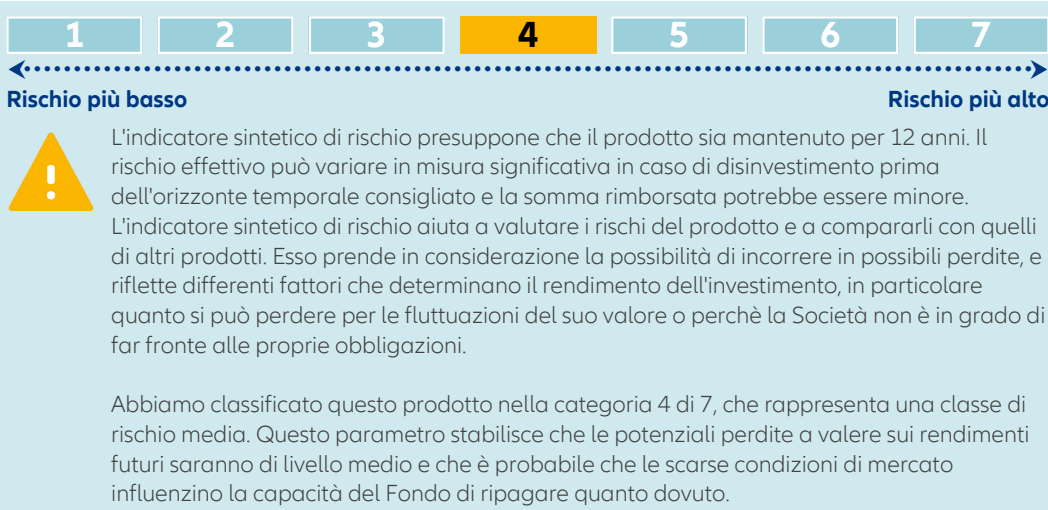 1 2 3 4 5 6 7
Rischio più basso Rischio più alto
L'indicatore sintetico di rischio presuppone che il prodotto sia mantenuto per 12 anni. Il
rischio effettivo può variare in misura significativa in caso di disinvestimento prima
dell'orizzonte temporale consigliato e la somma rimborsata potrebbe essere minore.
L'indicatore sintetico di rischio aiuta a valutare i rischi del prodotto e a compararli con quelli
di altri prodotti. Esso prende in considerazione la possibilità di incorrere in possibili perdite, e
riflette differenti fattori che determinano il rendimento dell'investimento, in particolare
quanto si può perdere per le fluttuazioni del suo valore o perchè la Società non è in grado di
far fronte alle proprie obbligazioni.
Abbiamo classificato questo prodotto nella categoria 4 di 7, che rappresenta una classe di
rischio media. Questo parametro stabilisce che le potenziali perdite a valere sui rendimenti
futuri saranno di livello medio e che è probabile che le scarse condizioni di mercato
influenzino la capacità del Fondo di ripagare quanto dovuto.